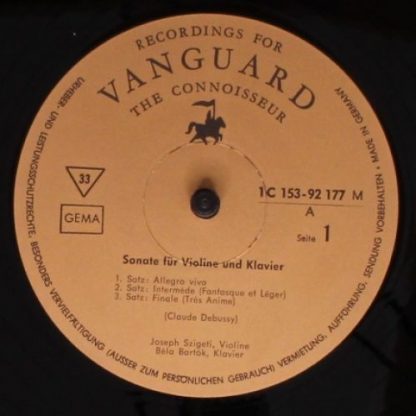 RECORDINGS FOR
VANGUARD
THE CONNOISSEUR
33
GEMA
1C 153-92 177 M
A
Seite 1
Sonate für Violine und Klavier
1. Satz: Allegro vivo
2. Satz: Intermède (Fantasque et Léger)
3. Satz: Finale (Très Animé)
(Claude Debussy)
Joseph Szigeti, Violine
Béla Bartók, Klavier
URHEBER- UND LEISTUNGSSCHUTZRECHTE, BESONDERS VERVIELFÄLTIGUNG (AUSSER ZUM PERSÖNLICHEN GEBRAUCH) VERMIETUNG, AUFFÜHRUNG, SENDUNG VORBEHALTEN • MADE IN GERMANY